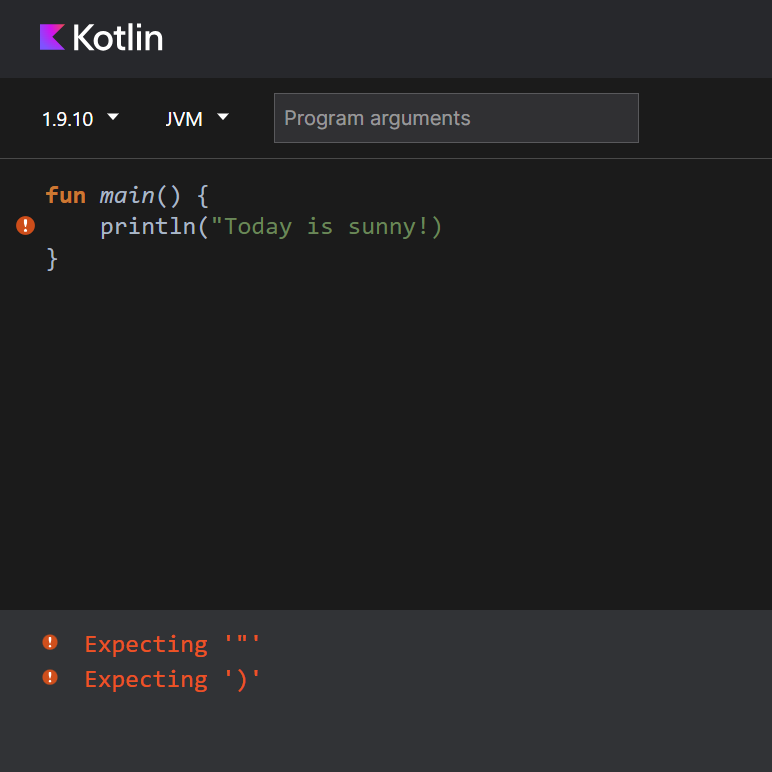 Kotlin
1.9.10 JVM Program arguments
fun main() {
    println("Today is sunny!)
}
Expecting '"'
Expecting ')'